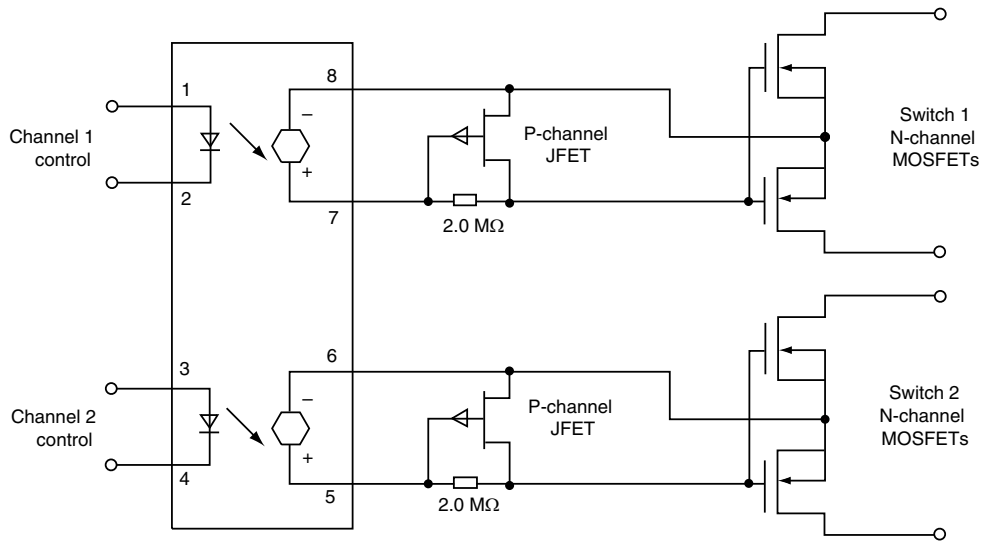 1
8
Channel 1
control
−
+
P-channel
JFET
Switch 1
N-channel
MOSFETs
2
7
2.0 MΩ
3
6
Channel 2
control
−
+
P-channel
JFET
Switch 2
N-channel
MOSFETs
4
5
2.0 MΩ